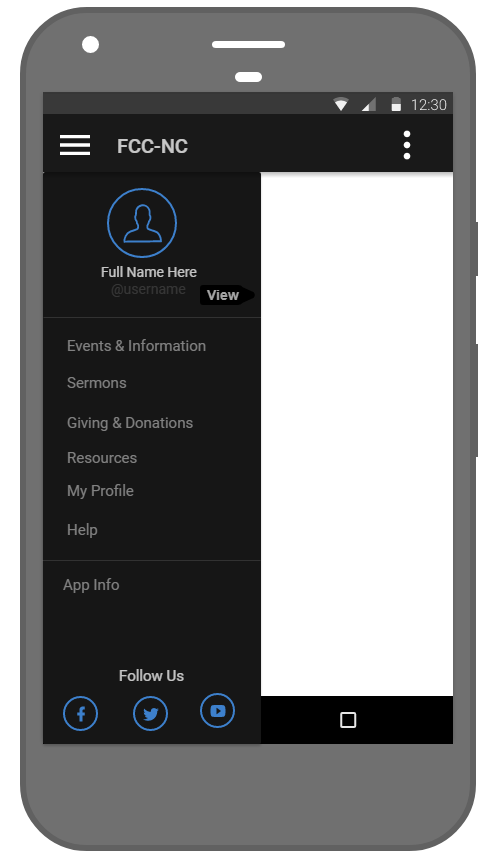 12:30
FCC-NC
Full Name Here
@username
View
Events & Information
Sermons
Giving & Donations
Resources
My Profile
Help
App Info
Follow Us